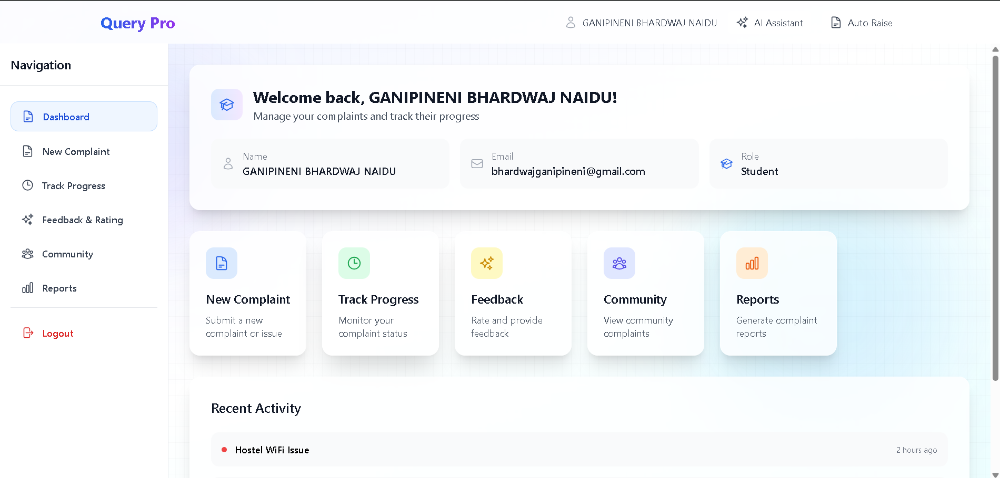 Query Pro
GANIPINENI BHARDWAJ NAIDU
AI Assistant
Auto Raise
Navigation
Dashboard
New Complaint
Track Progress
Feedback & Rating
Community
Reports
Logout
Welcome back, GANIPINENI BHARDWAJ NAIDU!
Manage your complaints and track their progress
Name
GANIPINENI BHARDWAJ NAIDU
Email
bhardwajganipineni@gmail.com
Role
Student
New Complaint
Submit a new
complaint or issue
Track Progress
Monitor your
complaint status
Feedback
Rate and provide
feedback
Community
View community
complaints
Reports
Generate complaint
reports
Recent Activity
Hostel WiFi Issue
2 hours ago